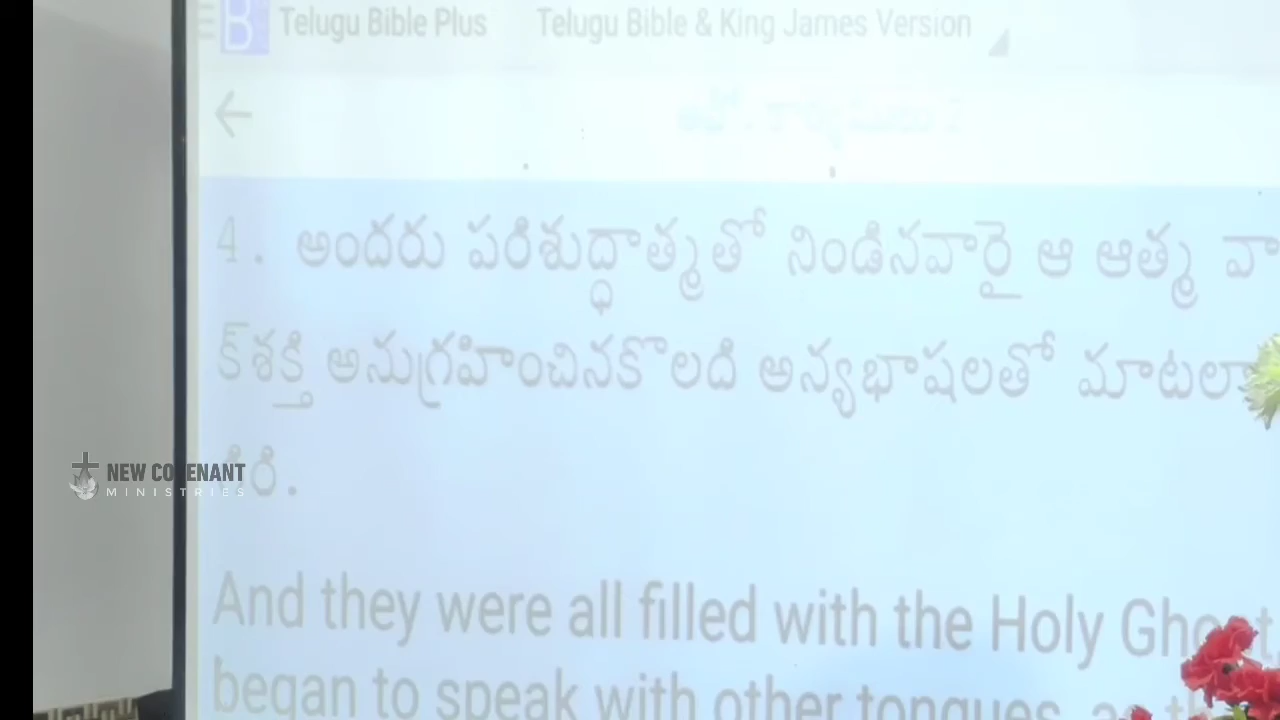 B Telugu Bible Plus Telugu Bible & King James Version
4. అందరు పరిశుద్ధాత్మతో నిండినవారై ఆ ఆత్మ వా
క్‌శక్తి అనుగ్రహించినకొలది అన్యభాషలతో మాటలా
NEW COVENANT
MINISTRIES
And they were all filled with the Holy Ghost,
began to speak with other tongues, as